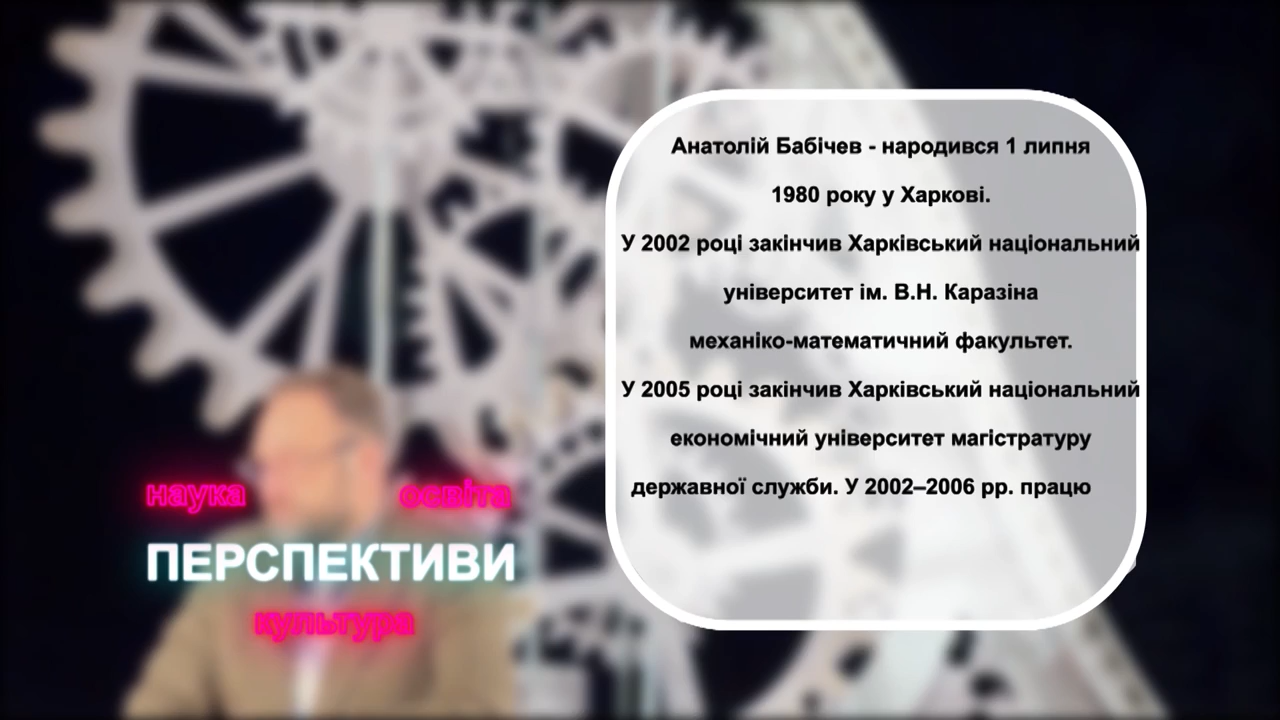 Анатолій Бабічев - народився 1 липня
1980 року у Харкові.
У 2002 році закінчив Харківський національний
університет ім. В.Н. Каразіна
механіко-математичний факультет.
У 2005 році закінчив Харківський національний
економічний університет магістратуру
державної служби. У 2002–2006 рр. працю
наука освіта
ПЕРСПЕКТИВИ
культура